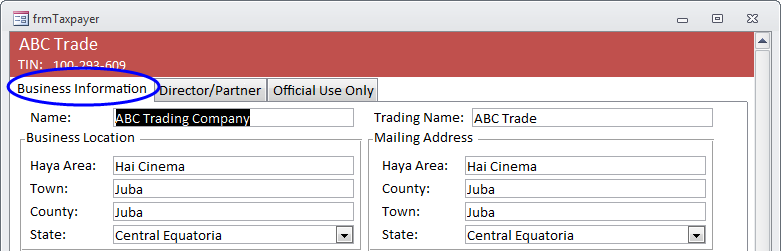 frmTaxpayer
ABC Trade
TIN: 100-293-609
Business Information Director/Partner Official Use Only
Name: ABC Trading Company Trading Name: ABC Trade
Business Location Mailing Address
Haya Area: Hai Cinema Haya Area: Hai Cinema
Town: Juba County: Juba
County: Juba Town: Juba
State: Central Equatoria State: Central Equatoria